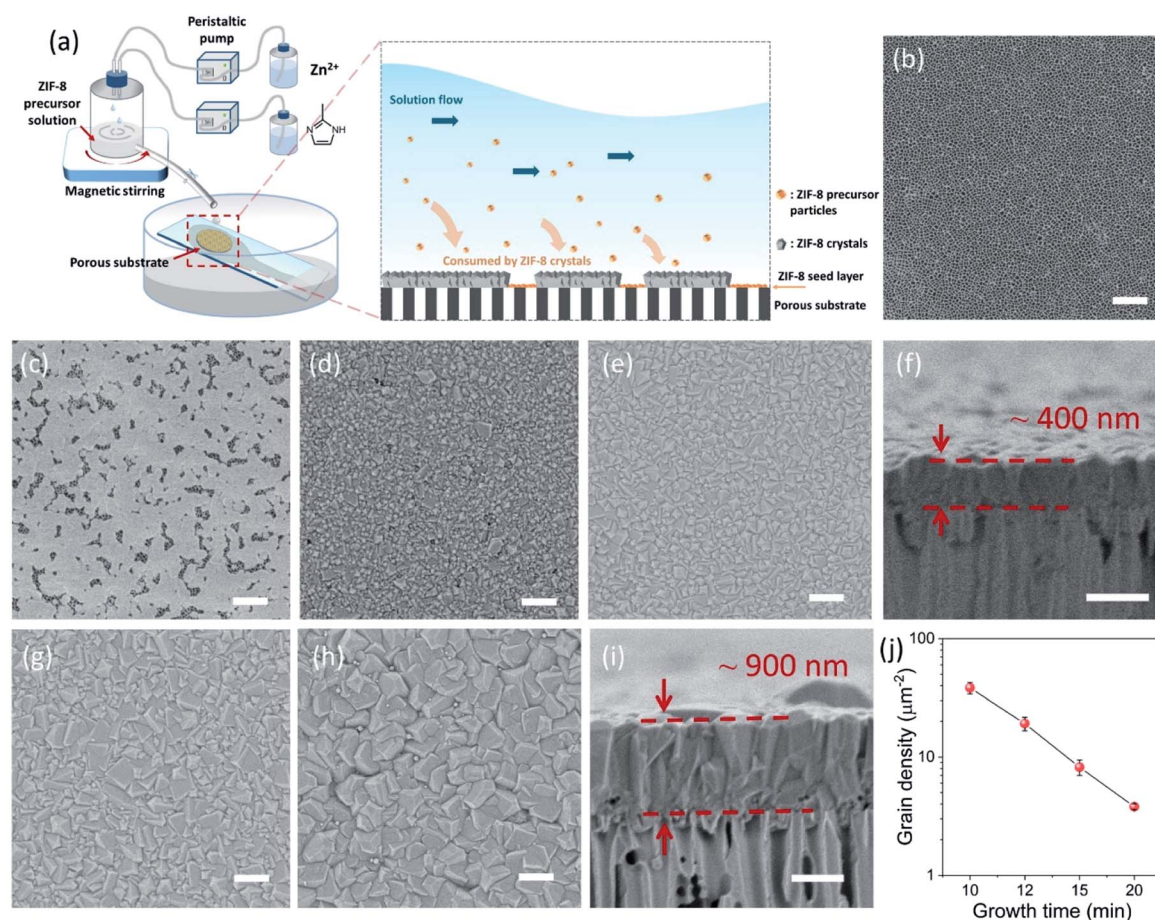 (a)
Peristaltic
pump
Zn²⁺
ZIF-8
precursor
solution
N
NH
Magnetic stirring
Porous substrate
Solution flow
Consumed by ZIF-8 crystals
: ZIF-8 precursor
particles
: ZIF-8 crystals
ZIF-8 seed layer
Porous substrate
(b)
(c)
(d)
(e)
(f)
~ 400 nm
(g)
(h)
(i)
~ 900 nm
(j)
Grain density (μm⁻²)
100
10
1
10
12
15
20
Growth time (min)